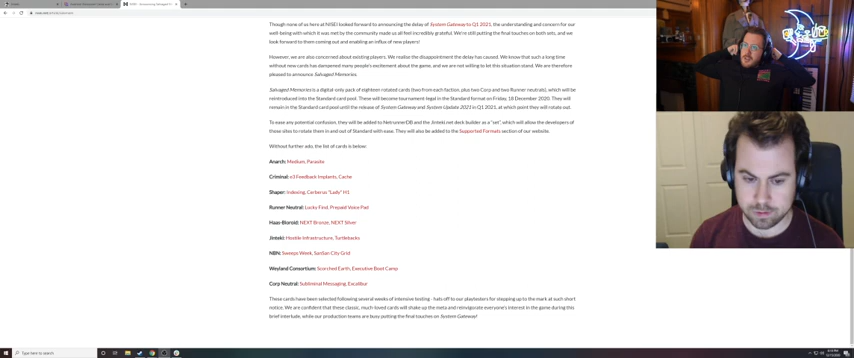 Though none of us here at NISEI looked forward to announcing the delay of System Gateway to Q1 2021, the understanding and concern for our
well-being with which it was met by the community made us all feel incredibly grateful. We're still putting the final touches on both sets, and we
look forward to them coming out and enabling an influx of new players!
However, we are also concerned about existing players. We realize the disappointment the delay has caused. We know that such a long time
without new cards has dampened many people's excitement about the game, and we are not willing to let this situation stand. We are therefore
pleased to announce Salvaged Memories.
Salvaged Memories is a digital-only pack of eighteen rotated cards (two from each faction, plus two Corp and two Runner neutrals), which will be
reintroduced into the Standard card pool. These will become tournament-legal in the Standard format on Friday, 18 December 2020. They will
remain in the Standard card pool until the release of System Gateway and System Update 2021 in Q1 2021, at which point they will rotate out.
To ease any potential confusion, they will be added to NetrunnerDB and the Jinteki.net deck builder as a "set", which will allow the developers of
these sites to rotate them in and out of Standard with ease. They will also be added to the Supported Formats section of our website.
Without further ado, the list of cards is below:
Anarch: Medium, Parasite
Criminal: e3 Feedback Implants, Cache
Shaper: Indexing, Cerberus "Lady" H1
Runner Neutral: Lucky Find, Prepaid Voice Pad
Haas-Bioroid: NEXT Bronze, NEXT Silver
Jinteki: Hostile Infrastructure, Turtlebacks
NBN: Sweeps Week, SanSan City Grid
Weyland Consortium: Scorched Earth, Executive Boot Camp
Corp Neutral: Subliminal Messaging, Excalibur
These cards have been selected following several weeks of intensive testing - hats off to our playtesters for stepping up to the mark at such short
notice. We are confident that these classic, much-loved cards will shake up the meta and reinvigorate everyone's interest in the game during this
brief interlude, while our production teams are busy putting the final touches on System Gateway!
Type here to search